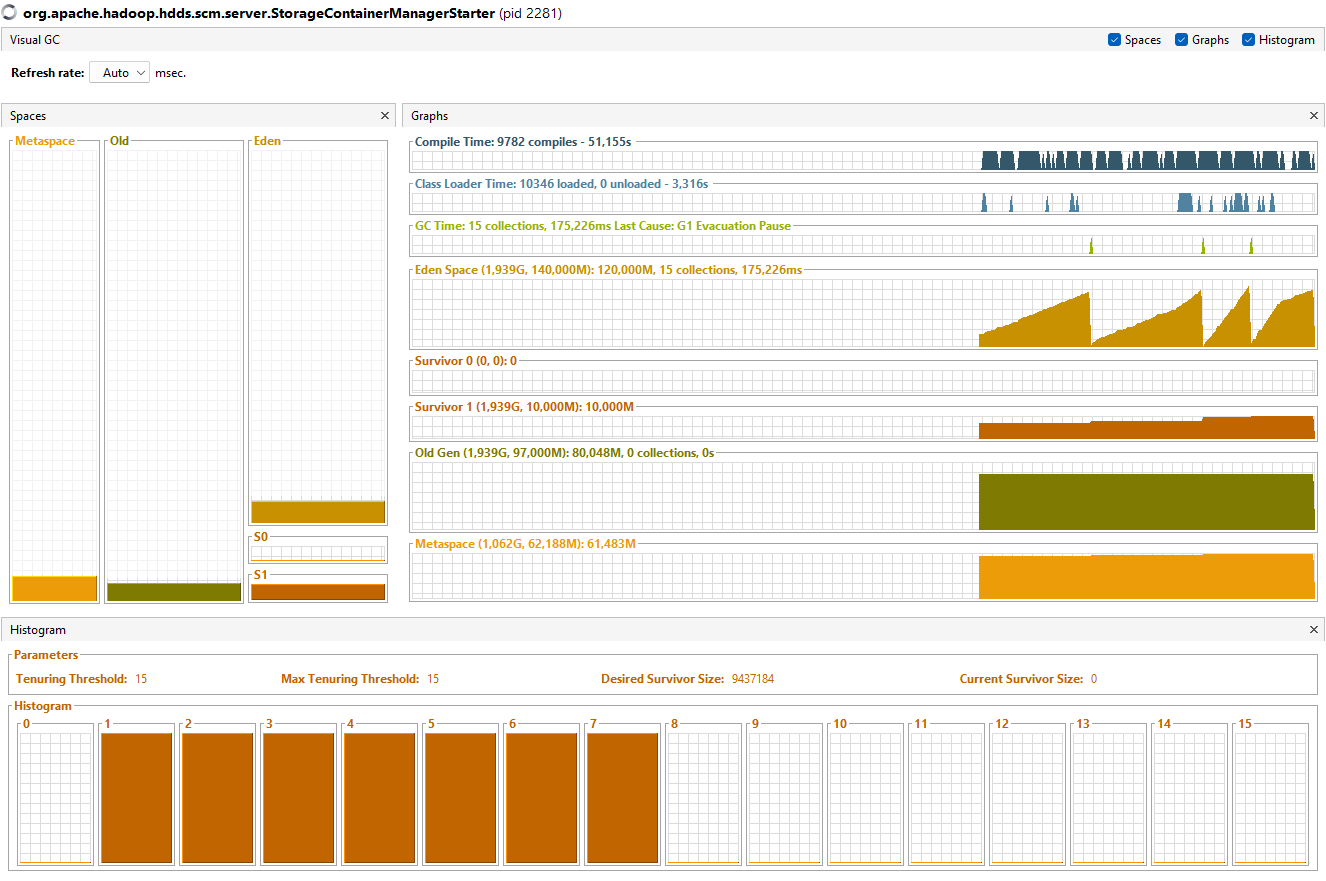 org.apache.hadoop.hdds.scm.server.StorageContainerManagerStarter (pid 2281)
Visual GC
Spaces Graphs Histogram
Refresh rate: Auto msec.
Spaces
Metaspace Old Eden
S0
S1
Graphs
Compile Time: 9782 compiles - 51,155s
Class Loader Time: 10346 loaded, 0 unloaded - 3,316s
GC Time: 15 collections, 175,226ms Last Cause: G1 Evacuation Pause
Eden Space (1,939G, 140,000M): 120,000M, 15 collections, 175,226ms
Survivor 0 (0, 0): 0
Survivor 1 (1,939G, 10,000M): 10,000M
Old Gen (1,939G, 97,000M): 80,048M, 0 collections, 0s
Metaspace (1,062G, 62,188M): 61,483M
Histogram
Parameters
Tenuring Threshold: 15 Max Tenuring Threshold: 15 Desired Survivor Size: 9437184 Current Survivor Size: 0
Histogram
0 1 2 3 4 5 6 7 8 9 10 11 12 13 14 15